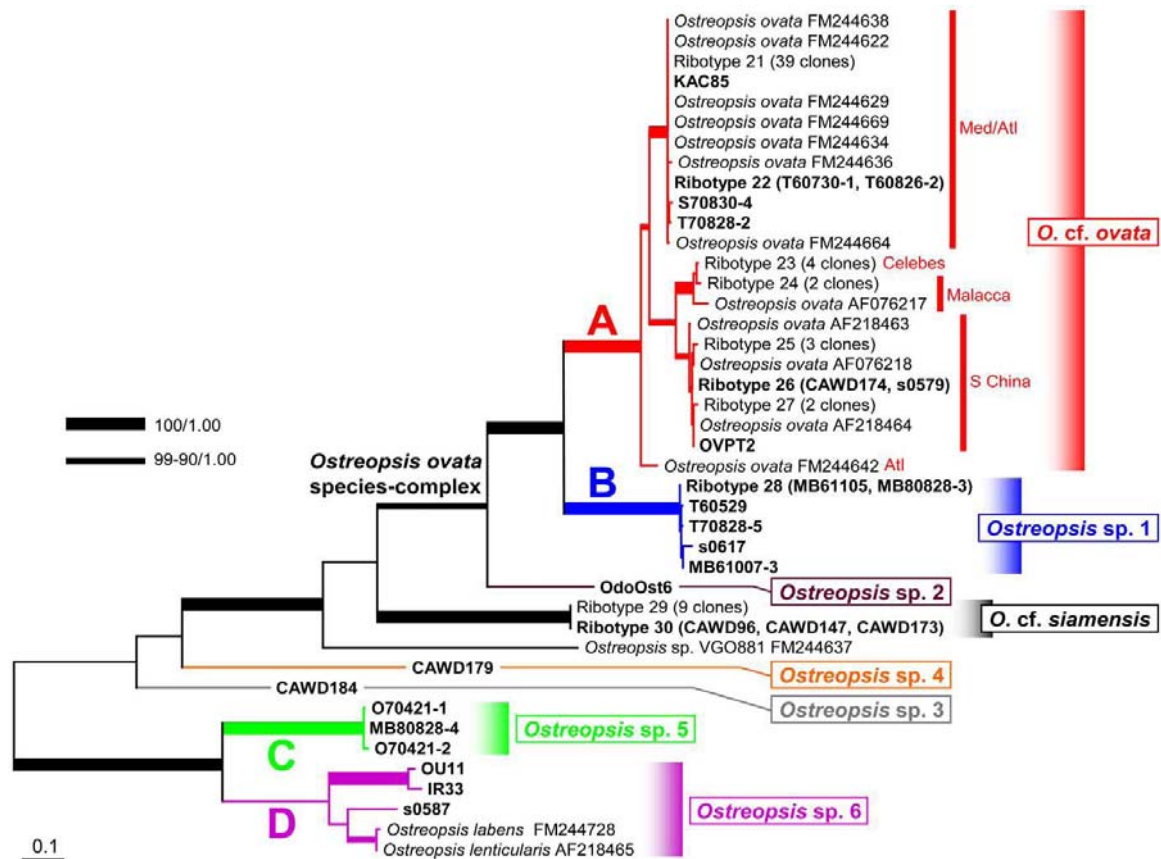 Ostreopsis ovata FM244638
Ostreopsis ovata FM244622
Ribotype 21 (39 clones)
KAC85
Ostreopsis ovata FM244629
Ostreopsis ovata FM244669
Med/Atl
Ostreopsis ovata FM244634
Ostreopsis ovata FM244636
Ribotype 22 (T60730-1, T60826-2)
S70830-4
T70828-2
O. cf. ovata
Ostreopsis ovata FM244664
Ribotype 23 (4 clones) Celebes
Ribotype 24 (2 clones)
Malacca
Ostreopsis ovata AF076217
A
Ostreopsis ovata AF218463
Ribotype 25 (3 clones)
Ostreopsis ovata AF076218
S China
Ribotype 26 (CAWD174, s0579)
Ribotype 27 (2 clones)
100/1.00
Ostreopsis ovata AF218464
OVPT2
99-90/1.00
Ostreopsis ovata
species-complex
Ostreopsis ovata FM244642 Atl
B
Ribotype 28 (MB61105, MB80828-3)
T60529
T70828-5
Ostreopsis sp. 1
s0617
MB61007-3
OdoOst6
Ostreopsis sp. 2
Ribotype 29 (9 clones)
Ribotype 30 (CAWD96, CAWD147, CAWD173)
O. cf. siamensis
Ostreopsis sp. VGO881 FM244637
CAWD179
Ostreopsis sp. 4
CAWD184
Ostreopsis sp. 3
O70421-1
MB80828-4
Ostreopsis sp. 5
O70421-2
C
OU11
IR33
s0587
Ostreopsis sp. 6
D
Ostreopsis labens FM244728
Ostreopsis lenticularis AF218465
0.1